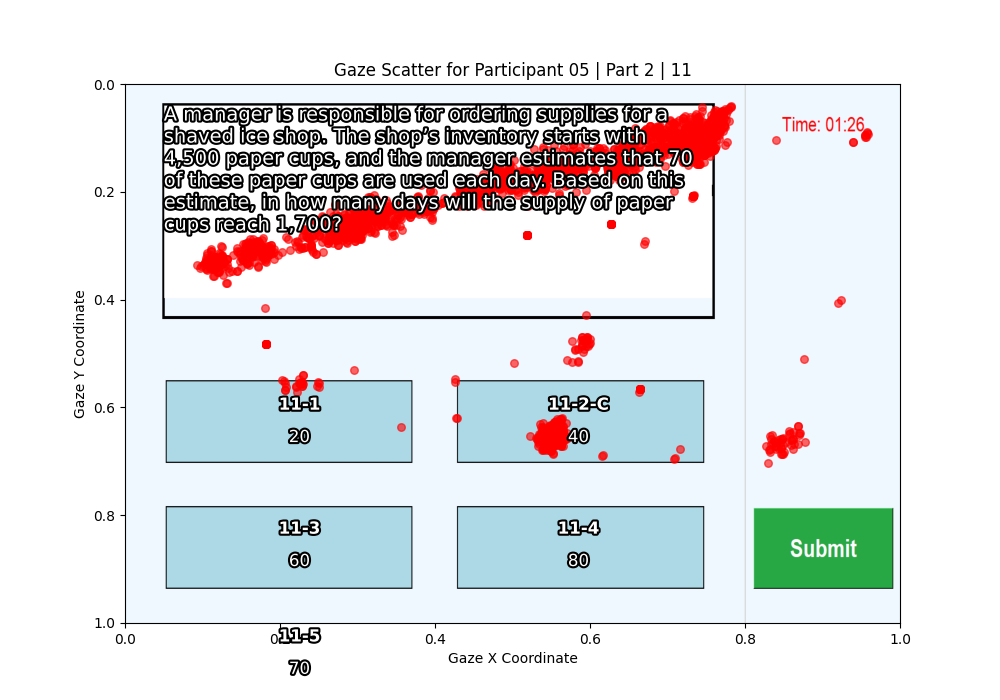 Gaze Scatter for Participant 05 | Part 2 | 11
0.0
0.2
0.4
0.6
0.8
1.0
Gaze Y Coordinate
A manager is responsible for ordering supplies for a
shaved ice shop. The shop's inventory starts with
4,500 paper cups, and the manager estimates that 70
of these paper cups are used each day. Based on this
estimate, in how many days will the supply of paper
cups reach 1,700?
Time: 01:26
11-1
20
11-2-C
40
11-3
60
11-4
80
Submit
11-5
70
0.0
0.2
0.4
0.6
0.8
1.0
Gaze X Coordinate